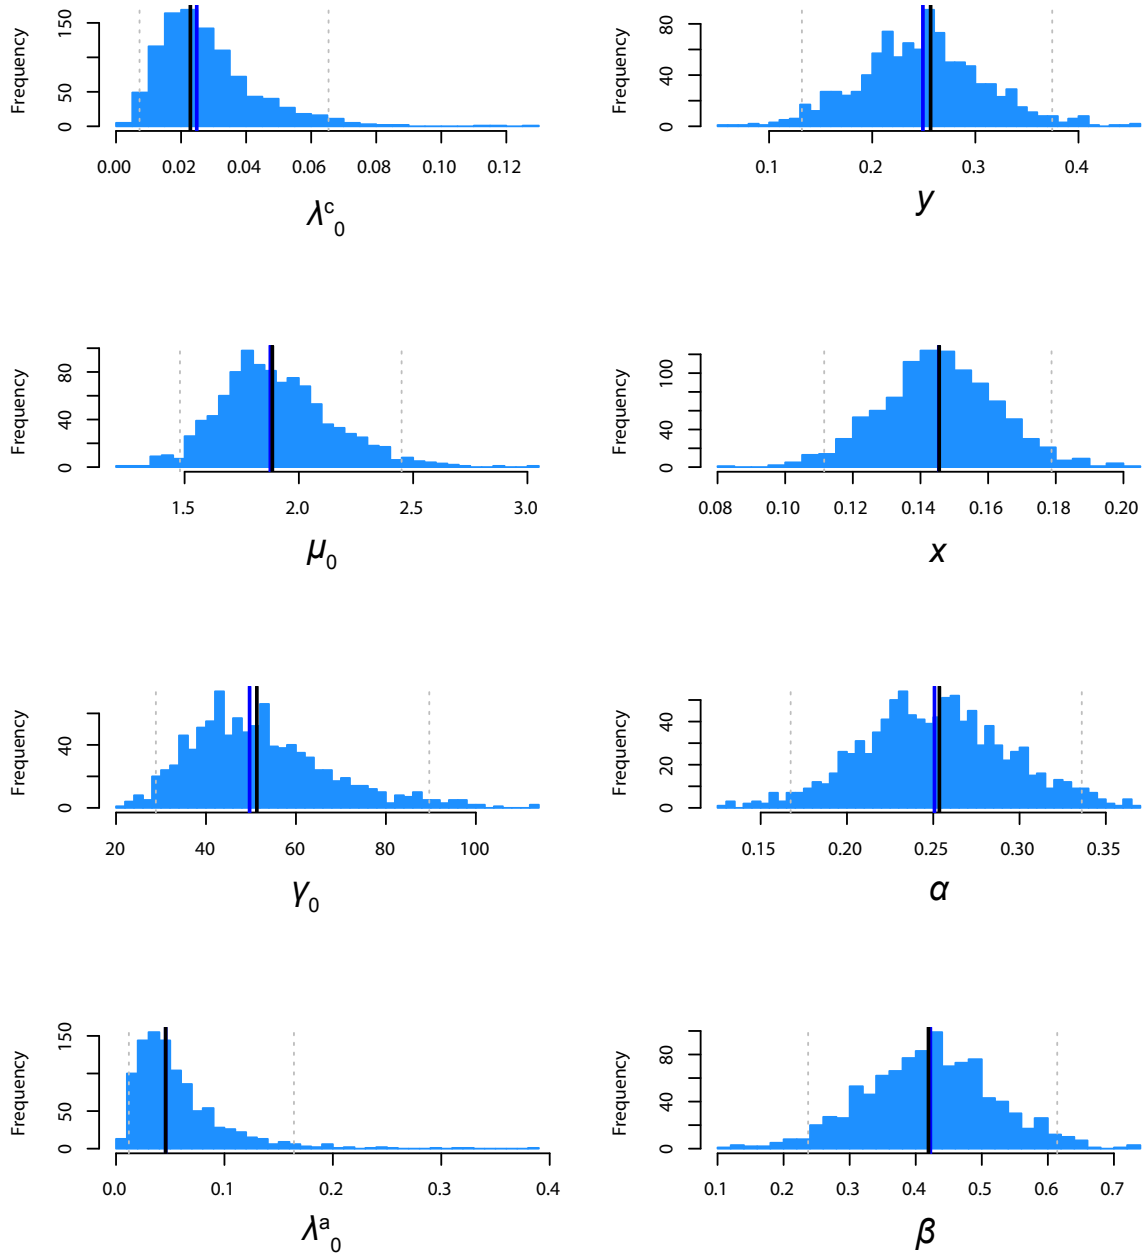 Frequency
0 50 150
0.00 0.02 0.04 0.06 0.08 0.10 0.12
λᶜ₀
Frequency
0 40 80
0.1 0.2 0.3 0.4
y
Frequency
0 40 80
1.5 2.0 2.5 3.0
μ₀
Frequency
0 40 100
0.08 0.10 0.12 0.14 0.16 0.18 0.20
x
Frequency
0 40
20 40 60 80 100
γ₀
Frequency
0 20 40
0.15 0.20 0.25 0.30 0.35
α
Frequency
0 50 150
0.0 0.1 0.2 0.3 0.4
λᵃ₀
Frequency
0 40 80
0.1 0.2 0.3 0.4 0.5 0.6 0.7
β